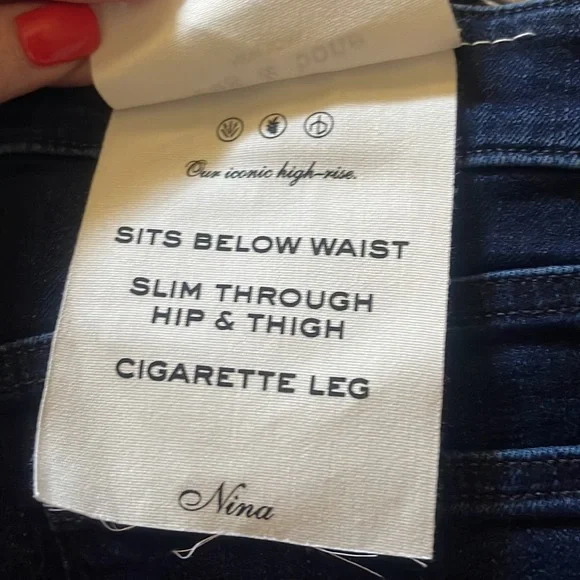 Our iconic high-rise.
SITS BELOW WAIST
SLIM THROUGH
HIP & THIGH
CIGARETTE LEG
Nina